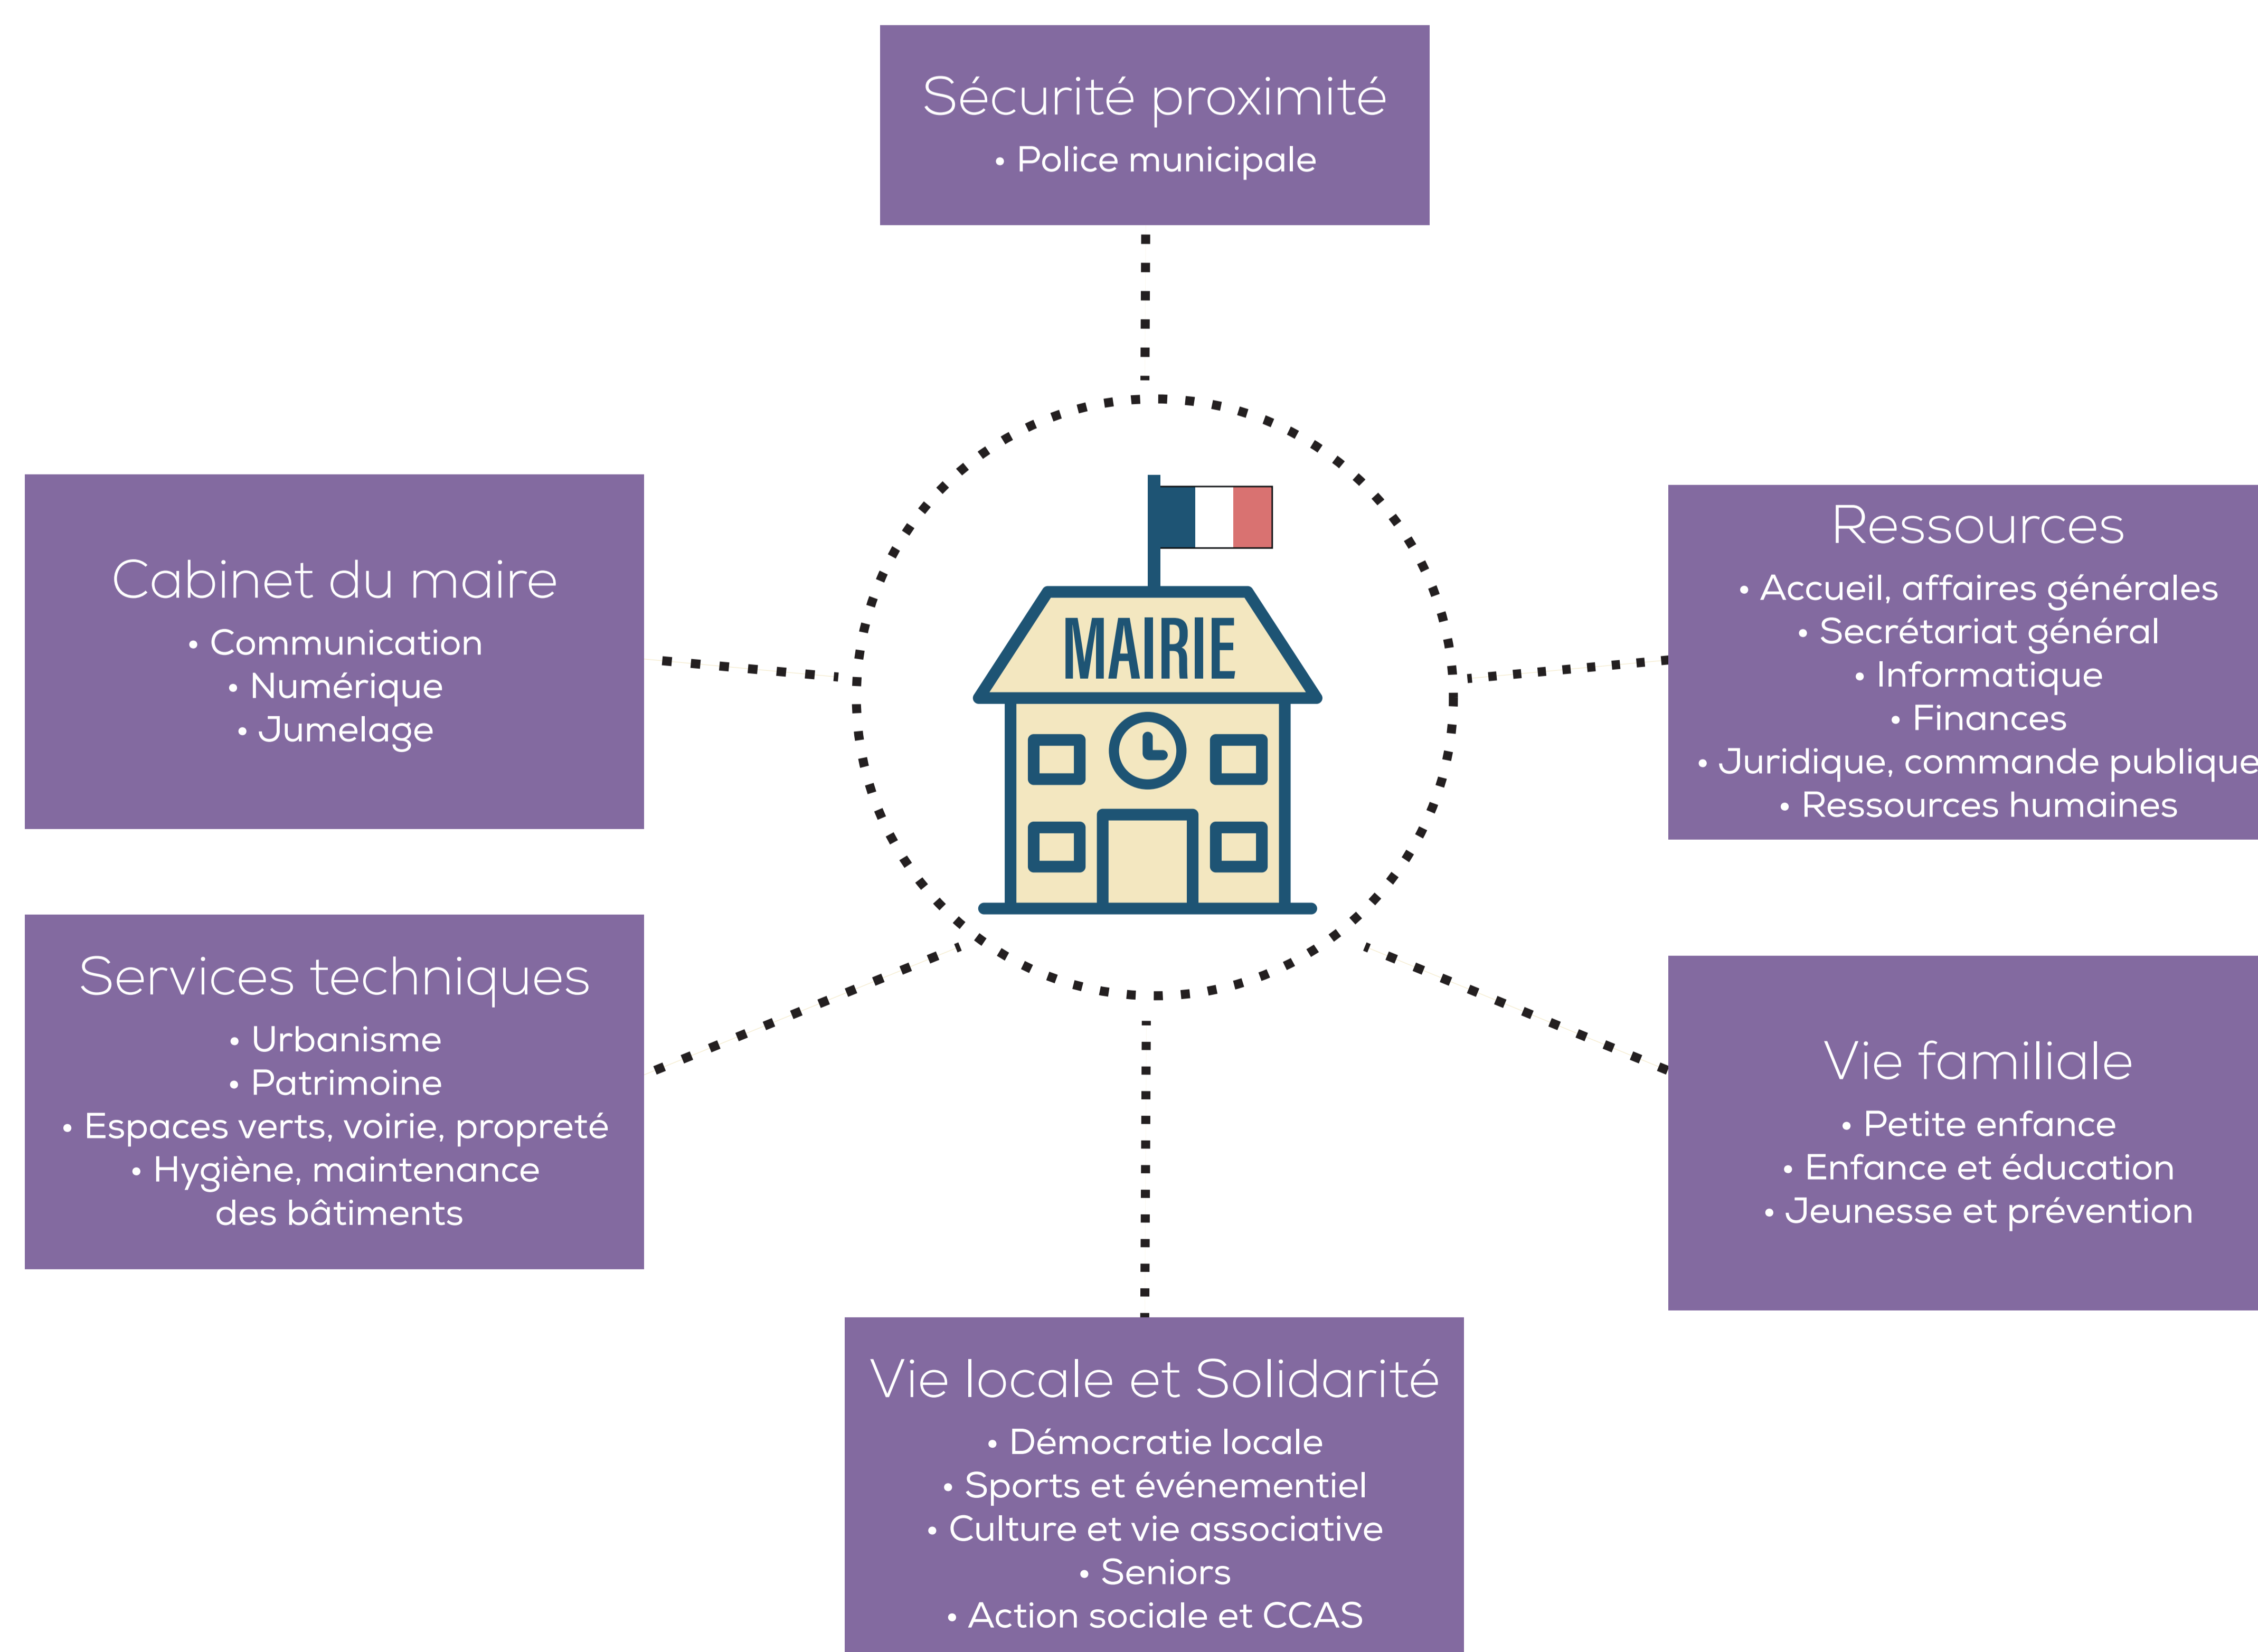 Sécurité proximité
• Police municipale
Cabinet du maire
• Communication
• Numérique
• Jumelage
MAIRIE
Ressources
• Accueil, affaires générales
• Secrétariat général
• Informatique
• Finances
• Juridique, commande publique
• Ressources humaines
Services techniques
• Urbanisme
• Patrimoine
• Espaces verts, voirie, propreté
• Hygiène, maintenance
des bâtiments
Vie familiale
• Petite enfance
• Enfance et éducation
• Jeunesse et prévention
Vie locale et Solidarité
• Démocratie locale
• Sports et événementiel
• Culture et vie associative
• Seniors
• Action sociale et CCAS